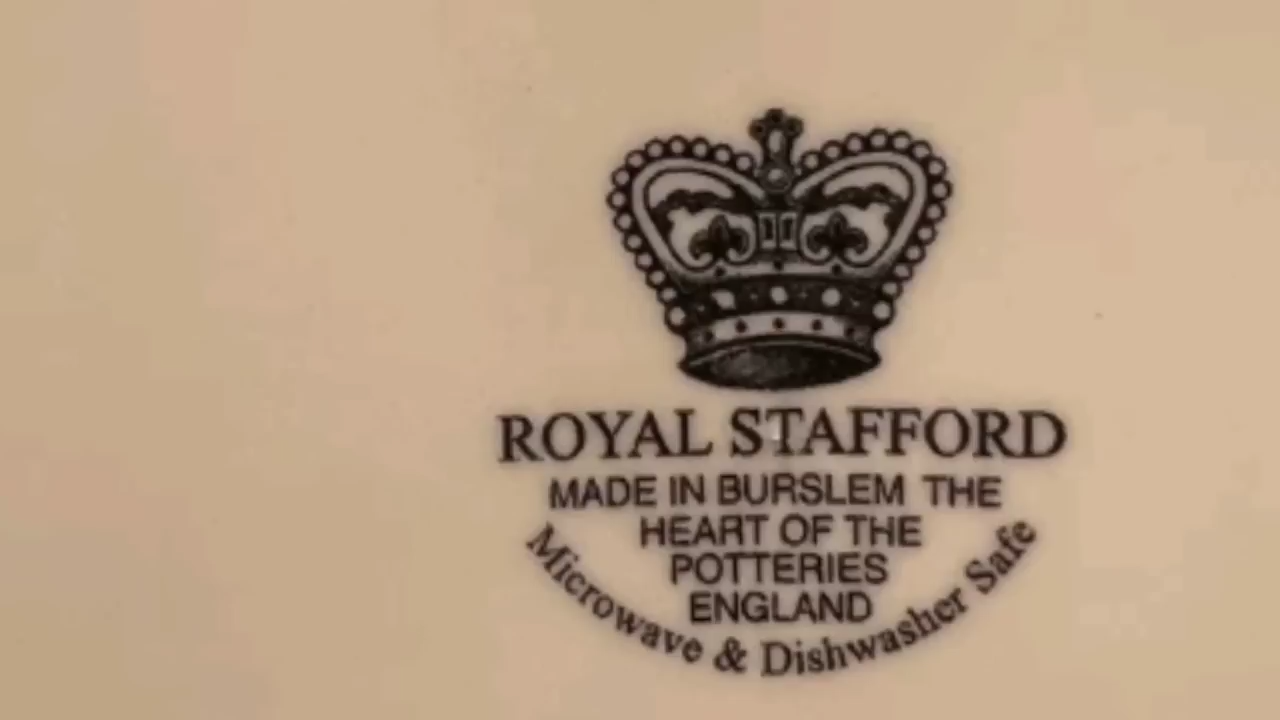 ROYAL STAFFORD
MADE IN BURSLEM THE
HEART OF THE
POTTERIES
ENGLAND
Microwave & Dishwasher Safe